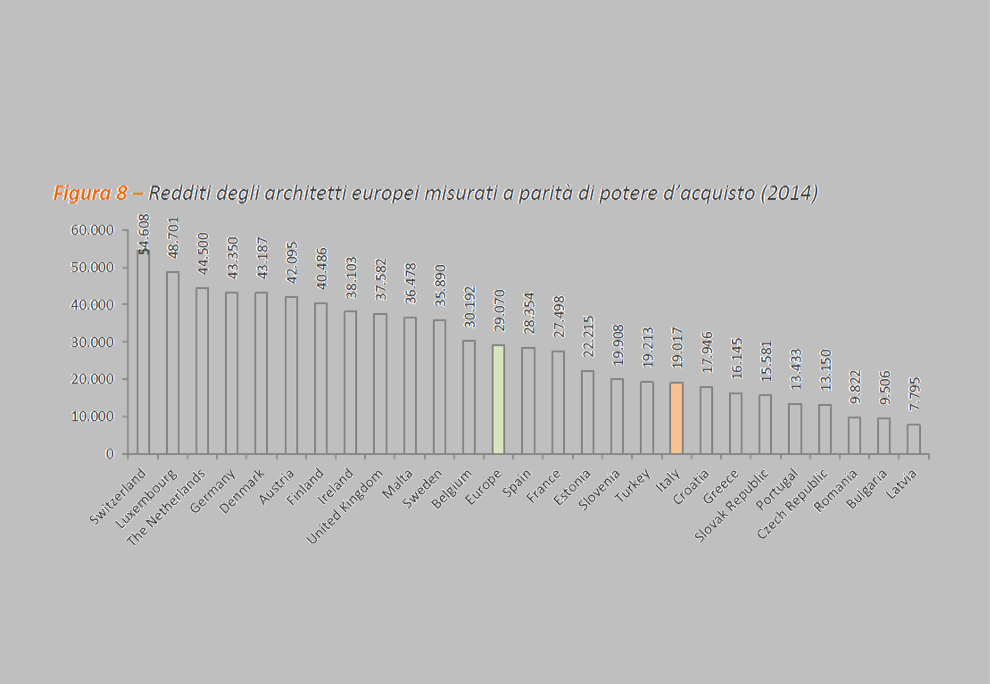 Figura 8 – Redditi degli architetti europei misurati a parità di potere d'acquisto (2014)
60.000
50.000
40.000
30.000
20.000
10.000
0
54.608
48.701
44.500
43.350
43.187
42.095
40.486
38.103
37.582
36.478
35.890
30.192
29.070
28.354
27.498
22.215
19.908
19.213
19.017
17.946
16.145
15.581
13.433
13.150
9.822
9.506
7.795
Switzerland
Luxembourg
The Netherlands
Germany
Denmark
Austria
Finland
Ireland
United Kingdom
Malta
Sweden
Belgium
Europe
Spain
France
Estonia
Slovenia
Turkey
Italy
Croatia
Greece
Slovak Republic
Portugal
Czech Republic
Romania
Bulgaria
Latvia